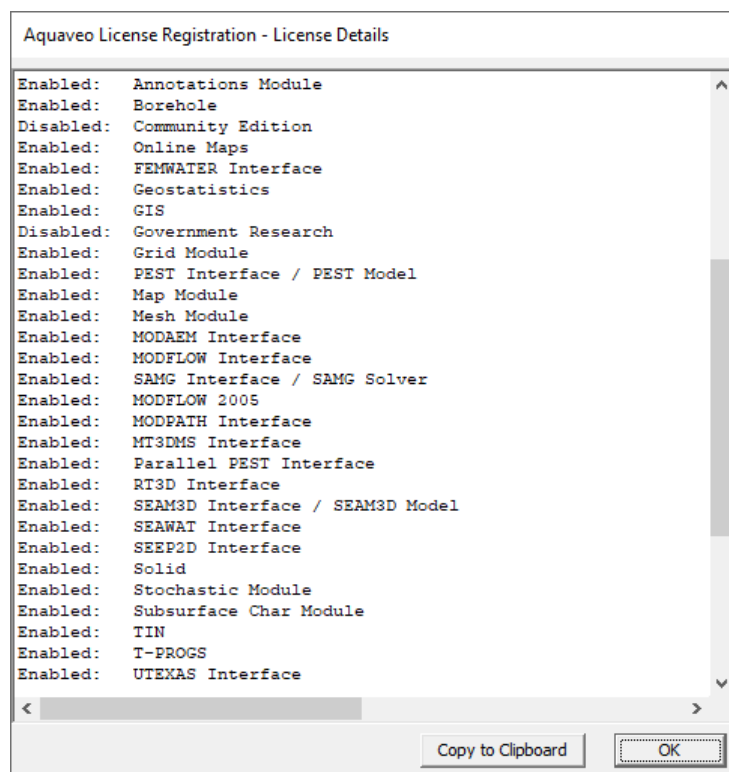 Aquaveo License Registration - License Details
Enabled: Annotations Module
Enabled: Borehole
Disabled: Community Edition
Enabled: Online Maps
Enabled: FEMWATER Interface
Enabled: Geostatistics
Enabled: GIS
Disabled: Government Research
Enabled: Grid Module
Enabled: PEST Interface / PEST Model
Enabled: Map Module
Enabled: Mesh Module
Enabled: MODAEM Interface
Enabled: MODFLOW Interface
Enabled: SAMG Interface / SAMG Solver
Enabled: MODFLOW 2005
Enabled: MODPATH Interface
Enabled: MT3DMS Interface
Enabled: Parallel PEST Interface
Enabled: RT3D Interface
Enabled: SEAM3D Interface / SEAM3D Model
Enabled: SEAWAT Interface
Enabled: SEEP2D Interface
Enabled: Solid
Enabled: Stochastic Module
Enabled: Subsurface Char Module
Enabled: TIN
Enabled: T-PROGS
Enabled: UTEXAS Interface
Copy to Clipboard OK